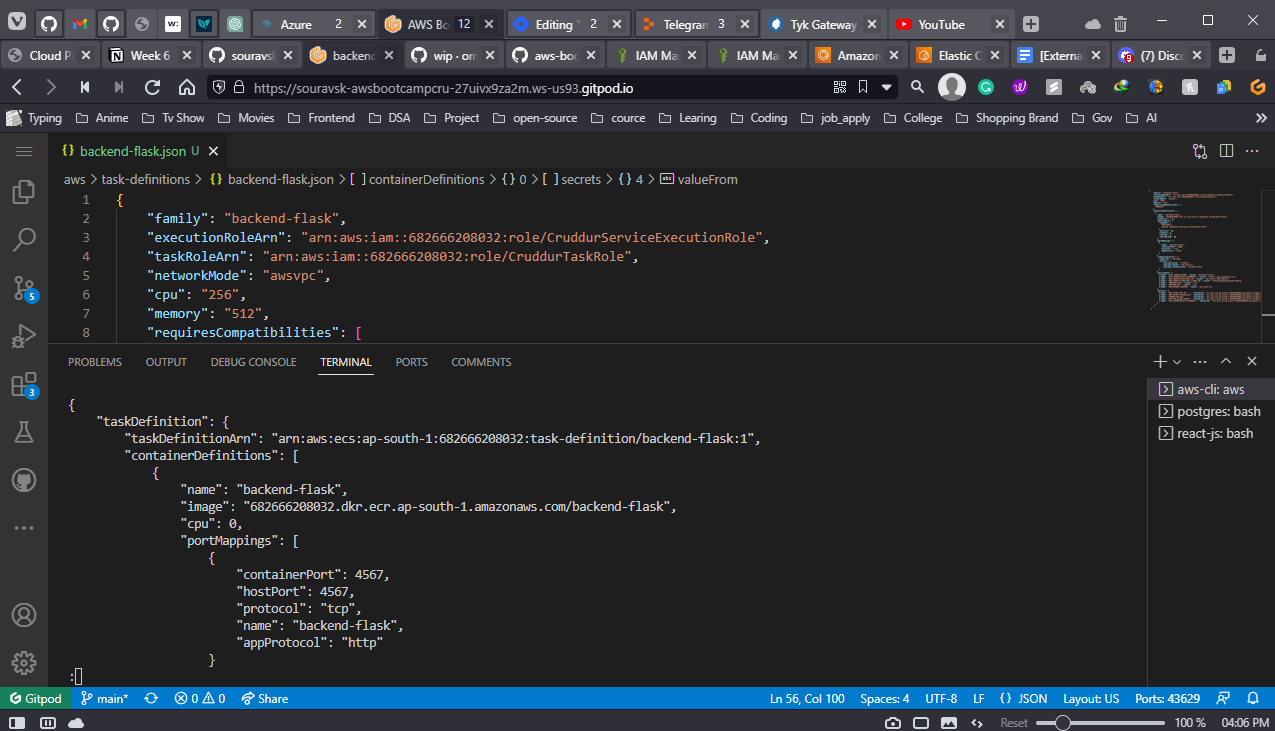 Azure 2
AWS Bo 12
Editing " 2
Telegran 3
Tyk Gateway
YouTube
Cloud P
Week 6
souravsk
backend
wip · om
aws-boo
IAM Ma
IAM Ma
Amazon
Elastic C
[Externa
(7) Disco
https://souravsk-awsbootcampcru-27uivx9za2m.ws-us93.gitpod.io
Typing Anime Tv Show Movies Frontend DSA Project open-source cource Learing Coding job_apply College Shopping Brand Gov AI
{} backend-flask.json U
aws > task-definitions > {} backend-flask.json > [ ] containerDefinitions > {} 0 > [ ] secrets > {} 4 > abc valueFrom
1 {
2 "family": "backend-flask",
3 "executionRoleArn": "arn:aws:iam::682666208032:role/CruddurServiceExecutionRole",
4 "taskRoleArn": "arn:aws:iam::682666208032:role/CruddurTaskRole",
5 "networkMode": "awsvpc",
6 "cpu": "256",
7 "memory": "512",
8 "requiresCompatibilities": [
5
3
PROBLEMS OUTPUT DEBUG CONSOLE TERMINAL PORTS COMMENTS
aws-cli: aws
postgres: bash
react-js: bash
{
"taskDefinition": {
"taskDefinitionArn": "arn:aws:ecs:ap-south-1:682666208032:task-definition/backend-flask:1",
"containerDefinitions": [
{
"name": "backend-flask",
"image": "682666208032.dkr.ecr.ap-south-1.amazonaws.com/backend-flask",
"cpu": 0,
"portMappings": [
{
"containerPort": 4567,
"hostPort": 4567,
"protocol": "tcp",
"name": "backend-flask",
"appProtocol": "http"
}
:
Gitpod main* 0 0 Share Ln 56, Col 100 Spaces: 4 UTF-8 LF {} JSON Layout: US Ports: 43629
Reset 100 % 04:06 PM